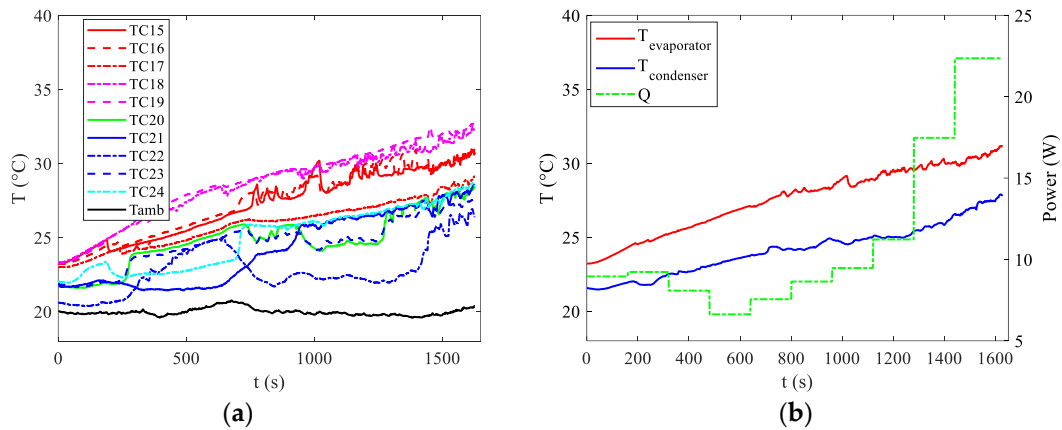 40
35
30
25
20
T (°C)
TC15
TC16
TC17
TC18
TC19
TC20
TC21
TC22
TC23
TC24
Tamb
0 500 1000 1500
t (s)
(a)
40
35
30
25
20
T (°C)
T evaporator
T condenser
Q
25
20
15
10
5
Power (W)
0 200 400 600 800 1000 1200 1400 1600
t (s)
(b)